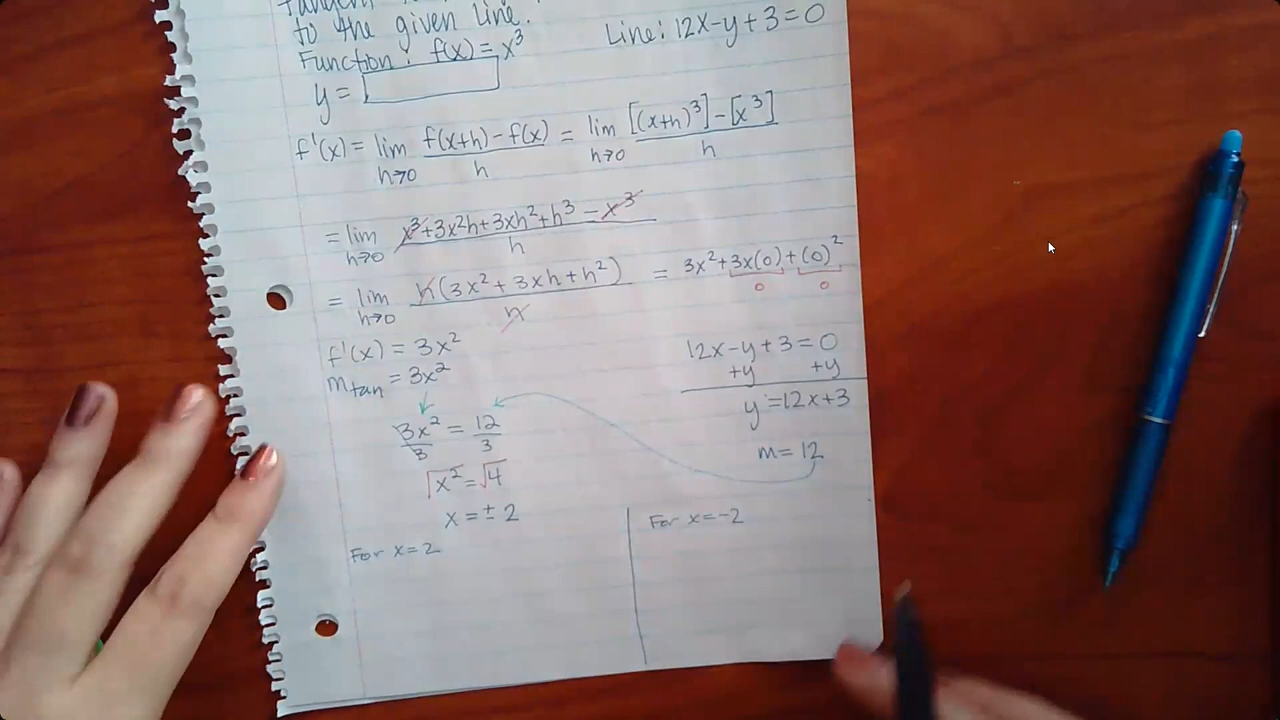 to the given line.
Function: f(x) = x³
Line: 12x-y+3=0
y =
f'(x) = lim h→0 f(x+h)-f(x) / h = lim h→0 [(x+h)³]-[x³] / h
= lim h→0 x³+3x²h+3xh²+h³-x³ / h
= lim h→0 h(3x²+3xh+h²) / h = 3x²+3x(0)+(0)²
0 0
f'(x) = 3x²
m tan = 3x²
3x²/3 = 12/3
√x² = √4
x = ± 2
12x-y+3=0
+y +y
y=12x+3
m=12
For x=2
For x=-2